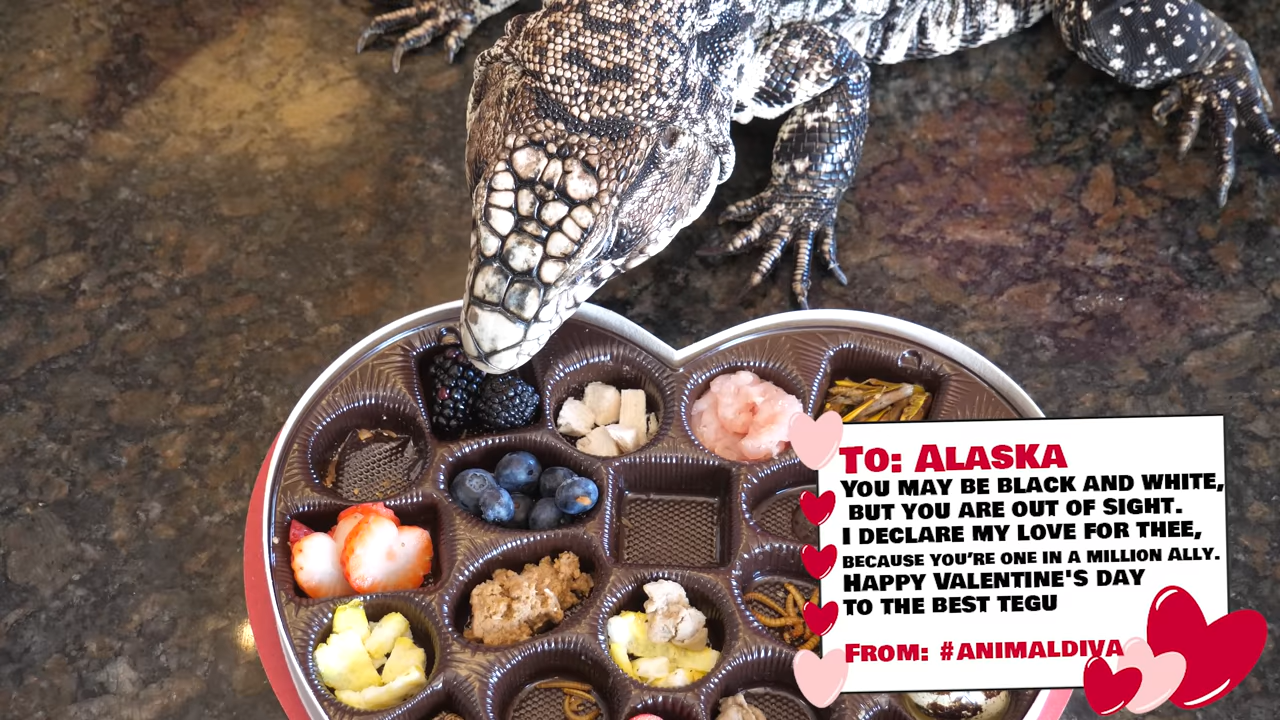 To: Alaska
You may be black and white,
but you are out of sight.
I declare my love for thee,
because you're one in a million Ally.
Happy Valentine's Day
to the best tegu
From: #animaldiva